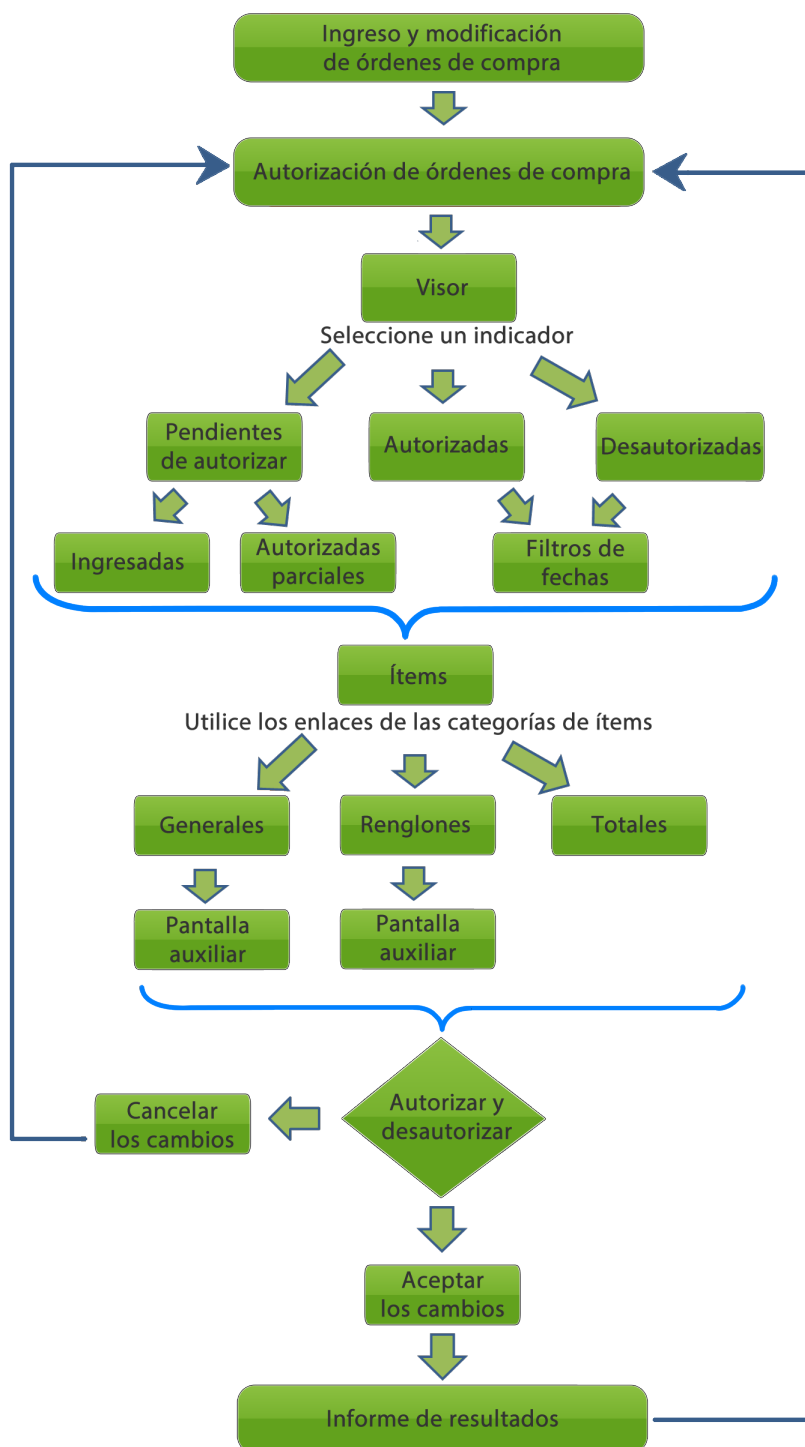 Ingreso y modificación
de órdenes de compra
Autorización de órdenes de compra
Visor
Seleccione un indicador
Pendientes
de autorizar
Autorizadas
Desautorizadas
Ingresadas
Autorizadas
parciales
Filtros de
fechas
Ítems
Utilice los enlaces de las categorías de ítems
Generales
Renglones
Totales
Pantalla
auxiliar
Pantalla
auxiliar
Autorizar y
desautorizar
Cancelar
los cambios
Aceptar
los cambios
Informe de resultados